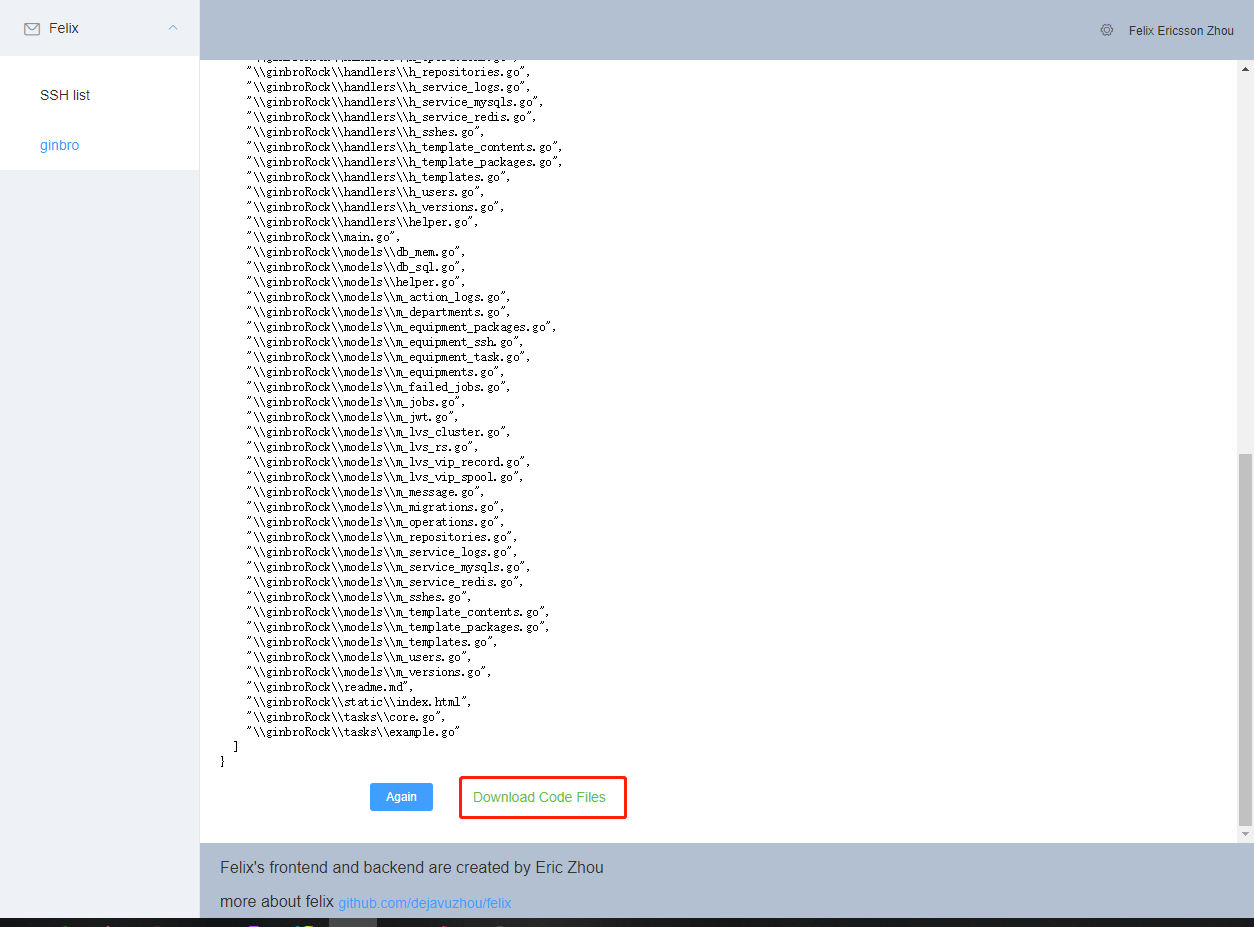 Felix
Felix Ericsson Zhou
SSH list
ginbro
"\\ginbroRock\\handlers\\h_repositories.go",
"\\ginbroRock\\handlers\\h_service_logs.go",
"\\ginbroRock\\handlers\\h_service_mysqls.go",
"\\ginbroRock\\handlers\\h_service_redis.go",
"\\ginbroRock\\handlers\\h_sshes.go",
"\\ginbroRock\\handlers\\h_template_contents.go",
"\\ginbroRock\\handlers\\h_template_packages.go",
"\\ginbroRock\\handlers\\h_templates.go",
"\\ginbroRock\\handlers\\h_users.go",
"\\ginbroRock\\handlers\\h_versions.go",
"\\ginbroRock\\handlers\\helper.go",
"\\ginbroRock\\main.go",
"\\ginbroRock\\models\\db_mem.go",
"\\ginbroRock\\models\\db_sql.go",
"\\ginbroRock\\models\\helper.go",
"\\ginbroRock\\models\\m_action_logs.go",
"\\ginbroRock\\models\\m_departments.go",
"\\ginbroRock\\models\\m_equipment_packages.go",
"\\ginbroRock\\models\\m_equipment_ssh.go",
"\\ginbroRock\\models\\m_equipment_task.go",
"\\ginbroRock\\models\\m_equipments.go",
"\\ginbroRock\\models\\m_failed_jobs.go",
"\\ginbroRock\\models\\m_jobs.go",
"\\ginbroRock\\models\\m_jwt.go",
"\\ginbroRock\\models\\m_lvs_cluster.go",
"\\ginbroRock\\models\\m_lvs_rs.go",
"\\ginbroRock\\models\\m_lvs_vip_record.go",
"\\ginbroRock\\models\\m_lvs_vip_spool.go",
"\\ginbroRock\\models\\m_message.go",
"\\ginbroRock\\models\\m_migrations.go",
"\\ginbroRock\\models\\m_operations.go",
"\\ginbroRock\\models\\m_repositories.go",
"\\ginbroRock\\models\\m_service_logs.go",
"\\ginbroRock\\models\\m_service_mysqls.go",
"\\ginbroRock\\models\\m_service_redis.go",
"\\ginbroRock\\models\\m_sshes.go",
"\\ginbroRock\\models\\m_template_contents.go",
"\\ginbroRock\\models\\m_template_packages.go",
"\\ginbroRock\\models\\m_templates.go",
"\\ginbroRock\\models\\m_users.go",
"\\ginbroRock\\models\\m_versions.go",
"\\ginbroRock\\readme.md",
"\\ginbroRock\\static\\index.html",
"\\ginbroRock\\tasks\\core.go",
"\\ginbroRock\\tasks\\example.go"
]
}
Again Download Code Files
Felix's frontend and backend are created by Eric Zhou
more about felix github.com/dejavuzhou/felix